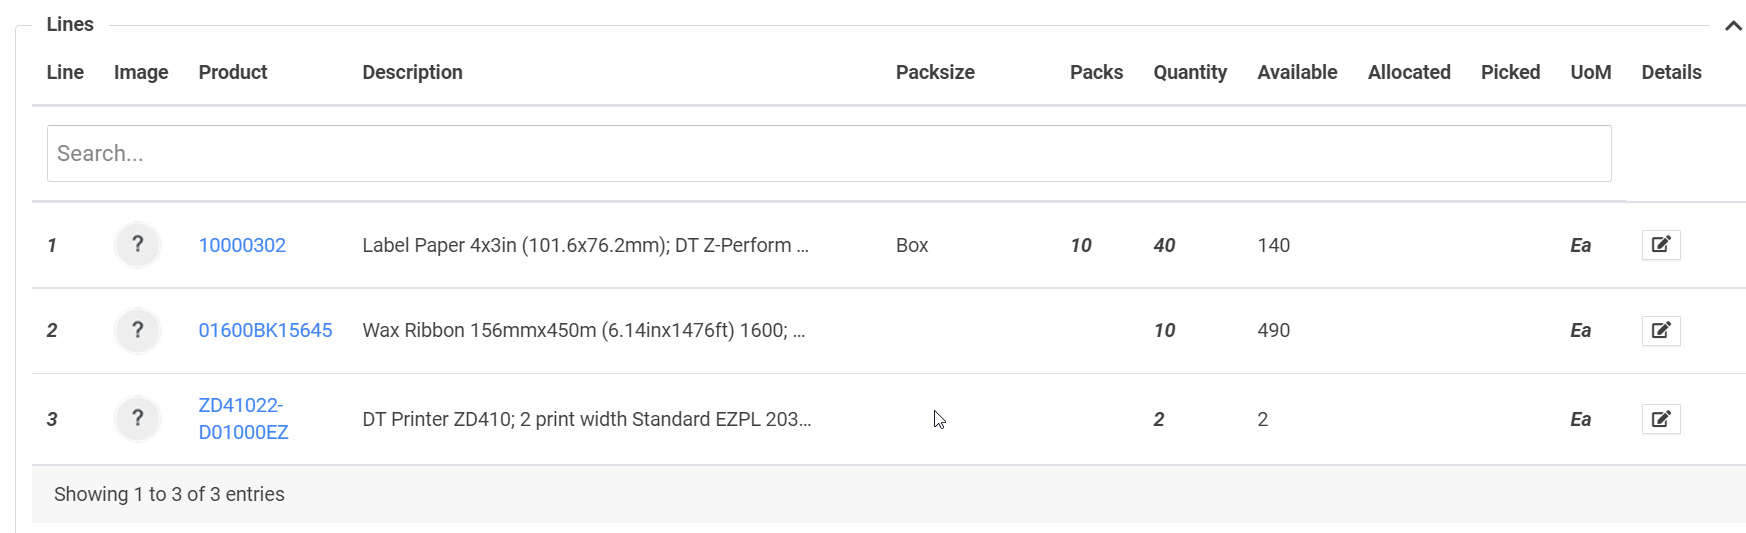 Lines
Line Image Product Description Packsize Packs Quantity Available Allocated Picked UoM Details
Search...
1 ? 10000302 Label Paper 4x3in (101.6x76.2mm); DT Z-Perform ... Box 10 40 140 Ea
2 ? 01600BK15645 Wax Ribbon 156mmx450m (6.14inx1476ft) 1600; ... 10 490 Ea
3 ? ZD41022-
D01000EZ DT Printer ZD410; 2 print width Standard EZPL 203... 2 2 Ea
Showing 1 to 3 of 3 entries